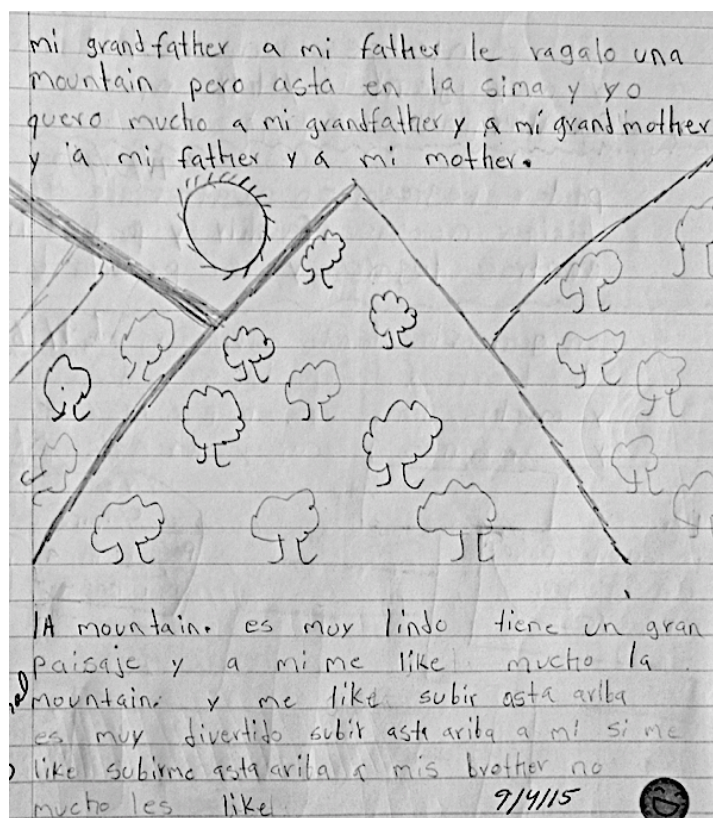 mi grandfather a mi father le ragalo una
mountain pero asta en la sima y yo
quero mucho a mi grandfather y a mi grandmother
y a mi father y a mi mother.
lA mountain. es muy lindo tiene un gran
paisaje y a mi me like mucho la
mountain. y me like subir asta ariba
es muy divertido subir asta ariba a mi si me
like subirme asta ariba a mis brother no
mucho les like
9/4/15